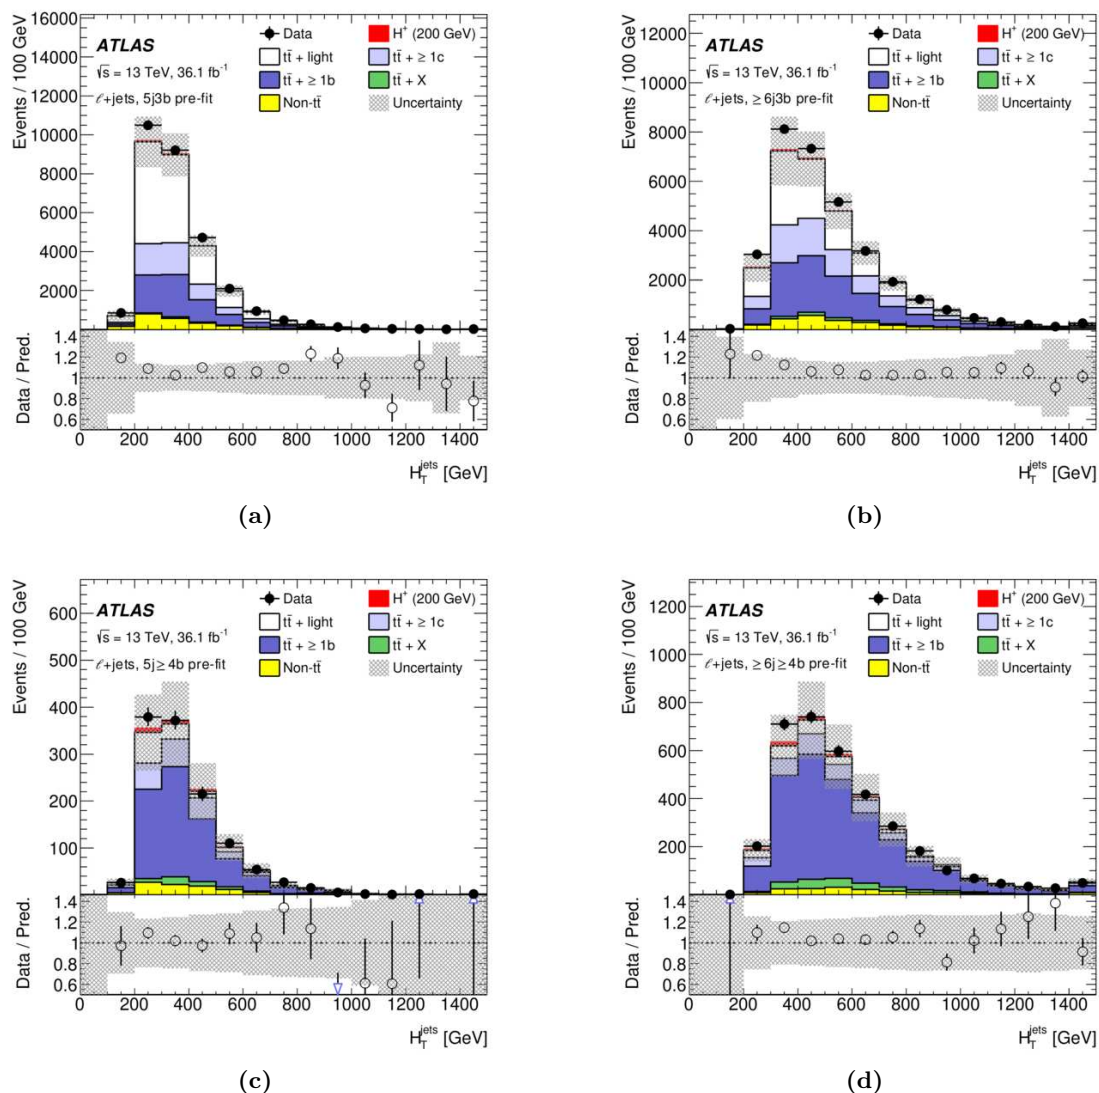 Events / 100 GeV
16000
14000
12000
10000
8000
6000
4000
2000
ATLAS
√s = 13 TeV, 36.1 fb⁻¹
ℓ+jets, 5j3b pre-fit
Data
H⁺ (200 GeV)
tt̄ + light
tt̄ + ≥ 1c
tt̄ + ≥ 1b
tt̄ + X
Non-tt̄
Uncertainty
Data / Pred.
1.4
1.2
1
0.8
0.6
0 200 400 600 800 1000 1200 1400
H_T^jets [GeV]
(a)
Events / 100 GeV
12000
10000
8000
6000
4000
2000
ATLAS
√s = 13 TeV, 36.1 fb⁻¹
ℓ+jets, ≥6j3b pre-fit
Data
H⁺ (200 GeV)
tt̄ + light
tt̄ + ≥ 1c
tt̄ + ≥ 1b
tt̄ + X
Non-tt̄
Uncertainty
Data / Pred.
1.4
1.2
1
0.8
0.6
0 200 400 600 800 1000 1200 1400
H_T^jets [GeV]
(b)
Events / 100 GeV
600
500
400
300
200
100
ATLAS
√s = 13 TeV, 36.1 fb⁻¹
ℓ+jets, 5j≥4b pre-fit
Data
H⁺ (200 GeV)
tt̄ + light
tt̄ + ≥ 1c
tt̄ + ≥ 1b
tt̄ + X
Non-tt̄
Uncertainty
Data / Pred.
1.4
1.2
1
0.8
0.6
0 200 400 600 800 1000 1200 1400
H_T^jets [GeV]
(c)
Events / 100 GeV
1200
1000
800
600
400
200
ATLAS
√s = 13 TeV, 36.1 fb⁻¹
ℓ+jets, ≥6j≥4b pre-fit
Data
H⁺ (200 GeV)
tt̄ + light
tt̄ + ≥ 1c
tt̄ + ≥ 1b
tt̄ + X
Non-tt̄
Uncertainty
Data / Pred.
1.4
1.2
1
0.8
0.6
0 200 400 600 800 1000 1200 1400
H_T^jets [GeV]
(d)